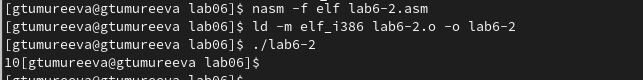 [gtumureeva@gtumureeva lab06]$ nasm -f elf lab6-2.asm
[gtumureeva@gtumureeva lab06]$ ld -m elf_i386 lab6-2.o -o lab6-2
[gtumureeva@gtumureeva lab06]$ ./lab6-2
10[gtumureeva@gtumureeva lab06]$